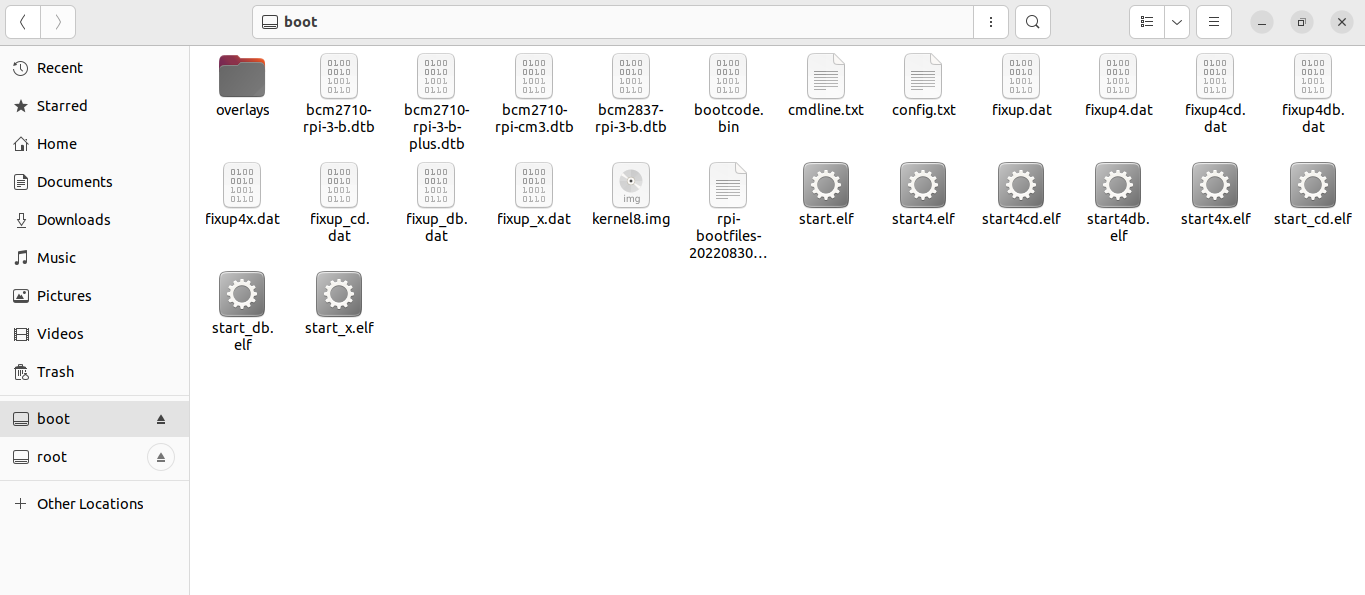 boot
Recent
Starred
Home
Documents
Downloads
Music
Pictures
Videos
Trash
boot
root
Other Locations
overlays
bcm2710-
rpi-3-b.dtb
bcm2710-
rpi-3-b-
plus.dtb
bcm2710-
rpi-cm3.dtb
bcm2837-
rpi-3-b.dtb
bootcode.
bin
cmdline.txt
config.txt
fixup.dat
fixup4.dat
fixup4cd.
dat
fixup4db.
dat
fixup4x.dat
fixup_cd.
dat
fixup_db.
dat
fixup_x.dat
img
kernel8.img
rpi-
bootfiles-
20220830…
start.elf
start4.elf
start4cd.elf
start4db.
elf
start4x.elf
start_cd.elf
start_db.
elf
start_x.elf